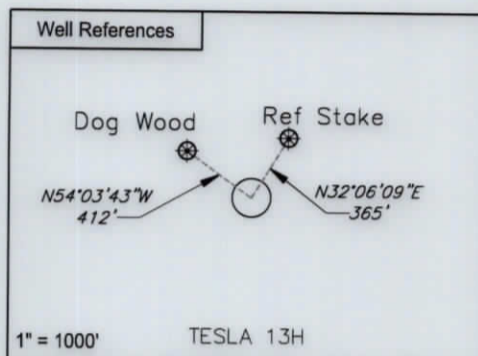 Well References
Dog Wood
Ref Stake
N54°03'43"W
412'
N32°06'09"E
365'
1" = 1000'
TESLA 13H